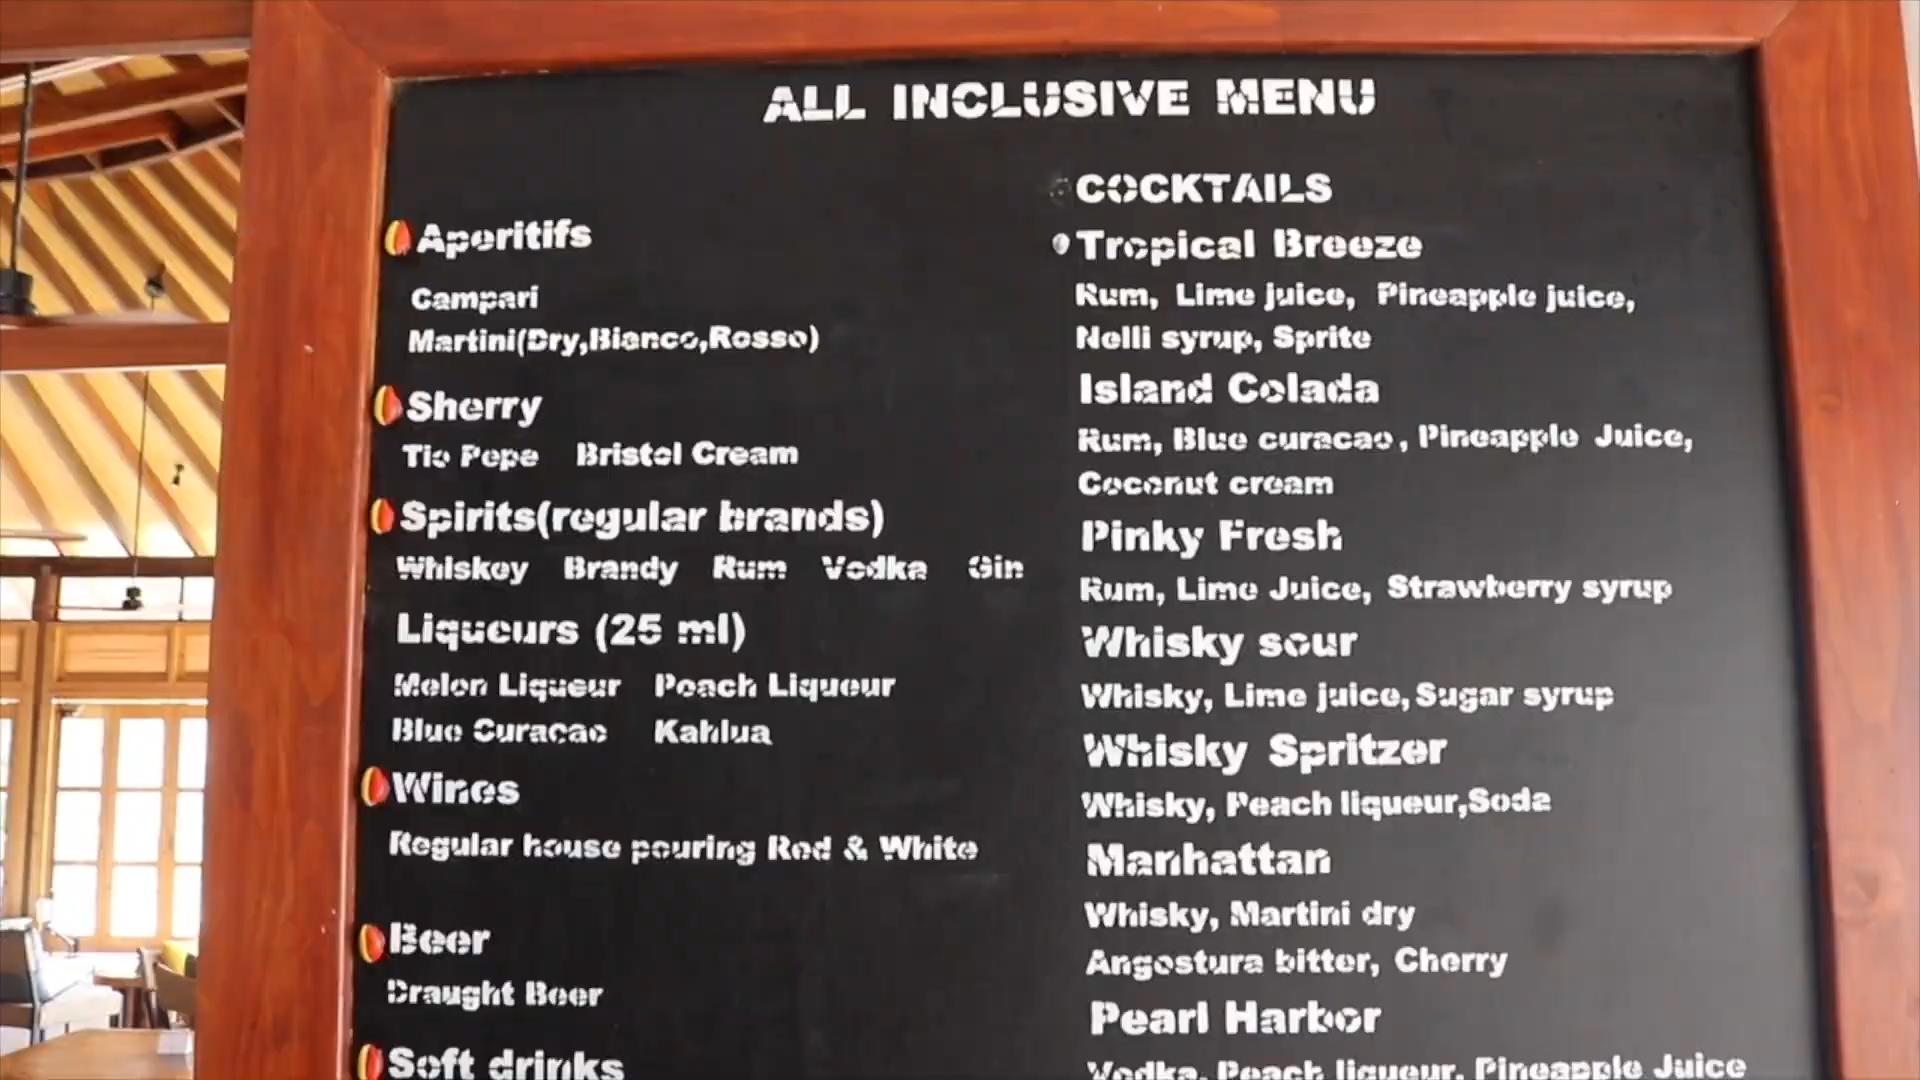 ALL INCLUSIVE MENU
Aperitifs
Campari
Martini(Dry,Bianco,Rosso)
Sherry
Tio Pepe Bristol Cream
Spirits(regular brands)
Whiskey Brandy Rum Vodka Gin
Liqueurs (25 ml)
Melon Liqueur Peach Liqueur
Blue Curacao Kahlua
Wines
Regular house pouring Red & White
Beer
Draught Beer
Soft drinks
COCKTAILS
Tropical Breeze
Rum, Lime juice, Pineapple juice,
Nelli syrup, Sprite
Island Colada
Rum, Blue curacao, Pineapple Juice,
Coconut cream
Pinky Fresh
Rum, Lime Juice, Strawberry syrup
Whisky sour
Whisky, Lime juice, Sugar syrup
Whisky Spritzer
Whisky, Peach liqueur,Soda
Manhattan
Whisky, Martini dry
Angostura bitter, Cherry
Pearl Harbor
Vodka, Peach liqueur, Pineapple Juice